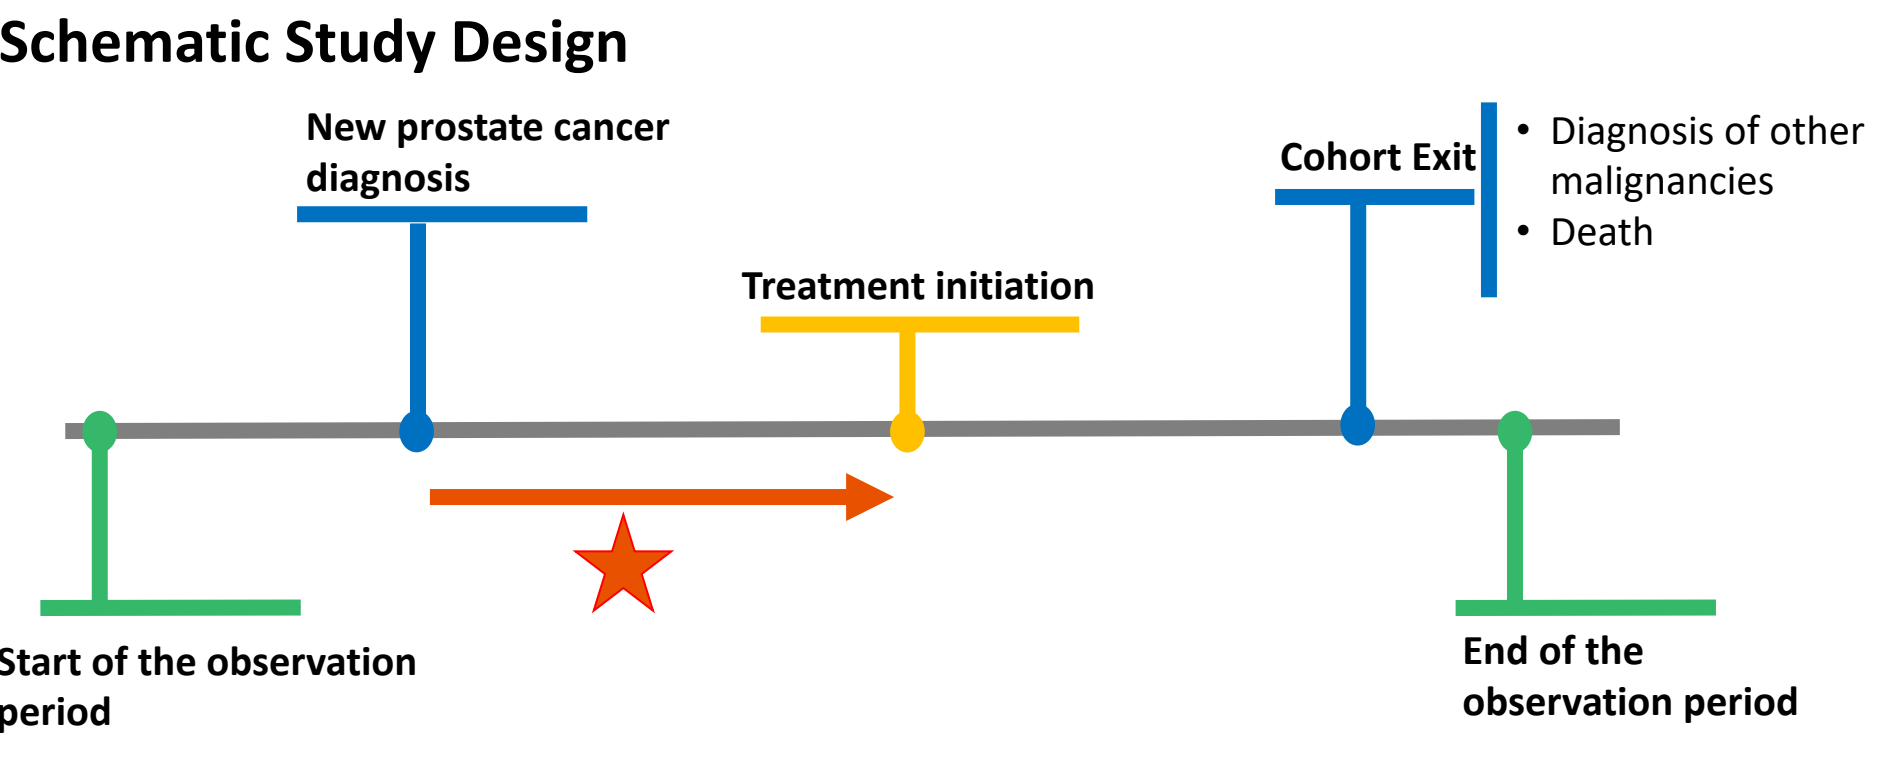 Schematic Study Design
New prostate cancer
diagnosis
Treatment initiation
Cohort Exit
• Diagnosis of other
malignancies
• Death
Start of the observation
period
End of the
observation period